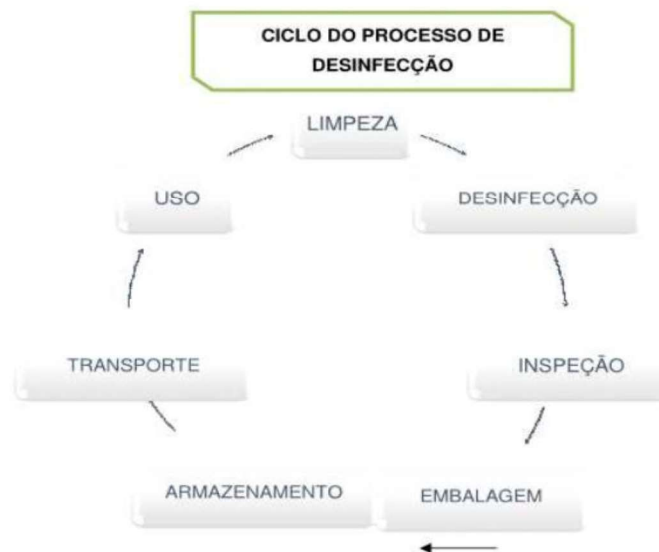 CICLO DO PROCESSO DE
DESINFECÇÃO
LIMPEZA
DESINFECÇÃO
INSPEÇÃO
EMBALAGEM
ARMAZENAMENTO
TRANSPORTE
USO